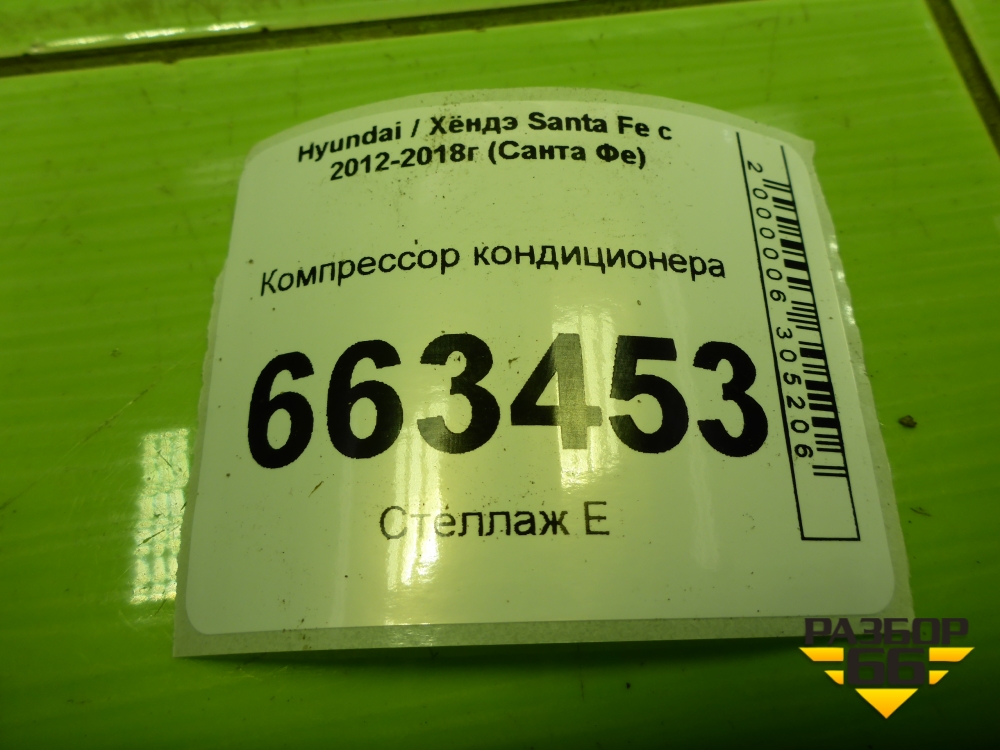 Hyundai / Хёндэ Santa Fe с
2012-2018г (Санта Фе)
Компрессор кондиционера
663453
Стеллаж Е
2000006305206
РАЗБОР
66